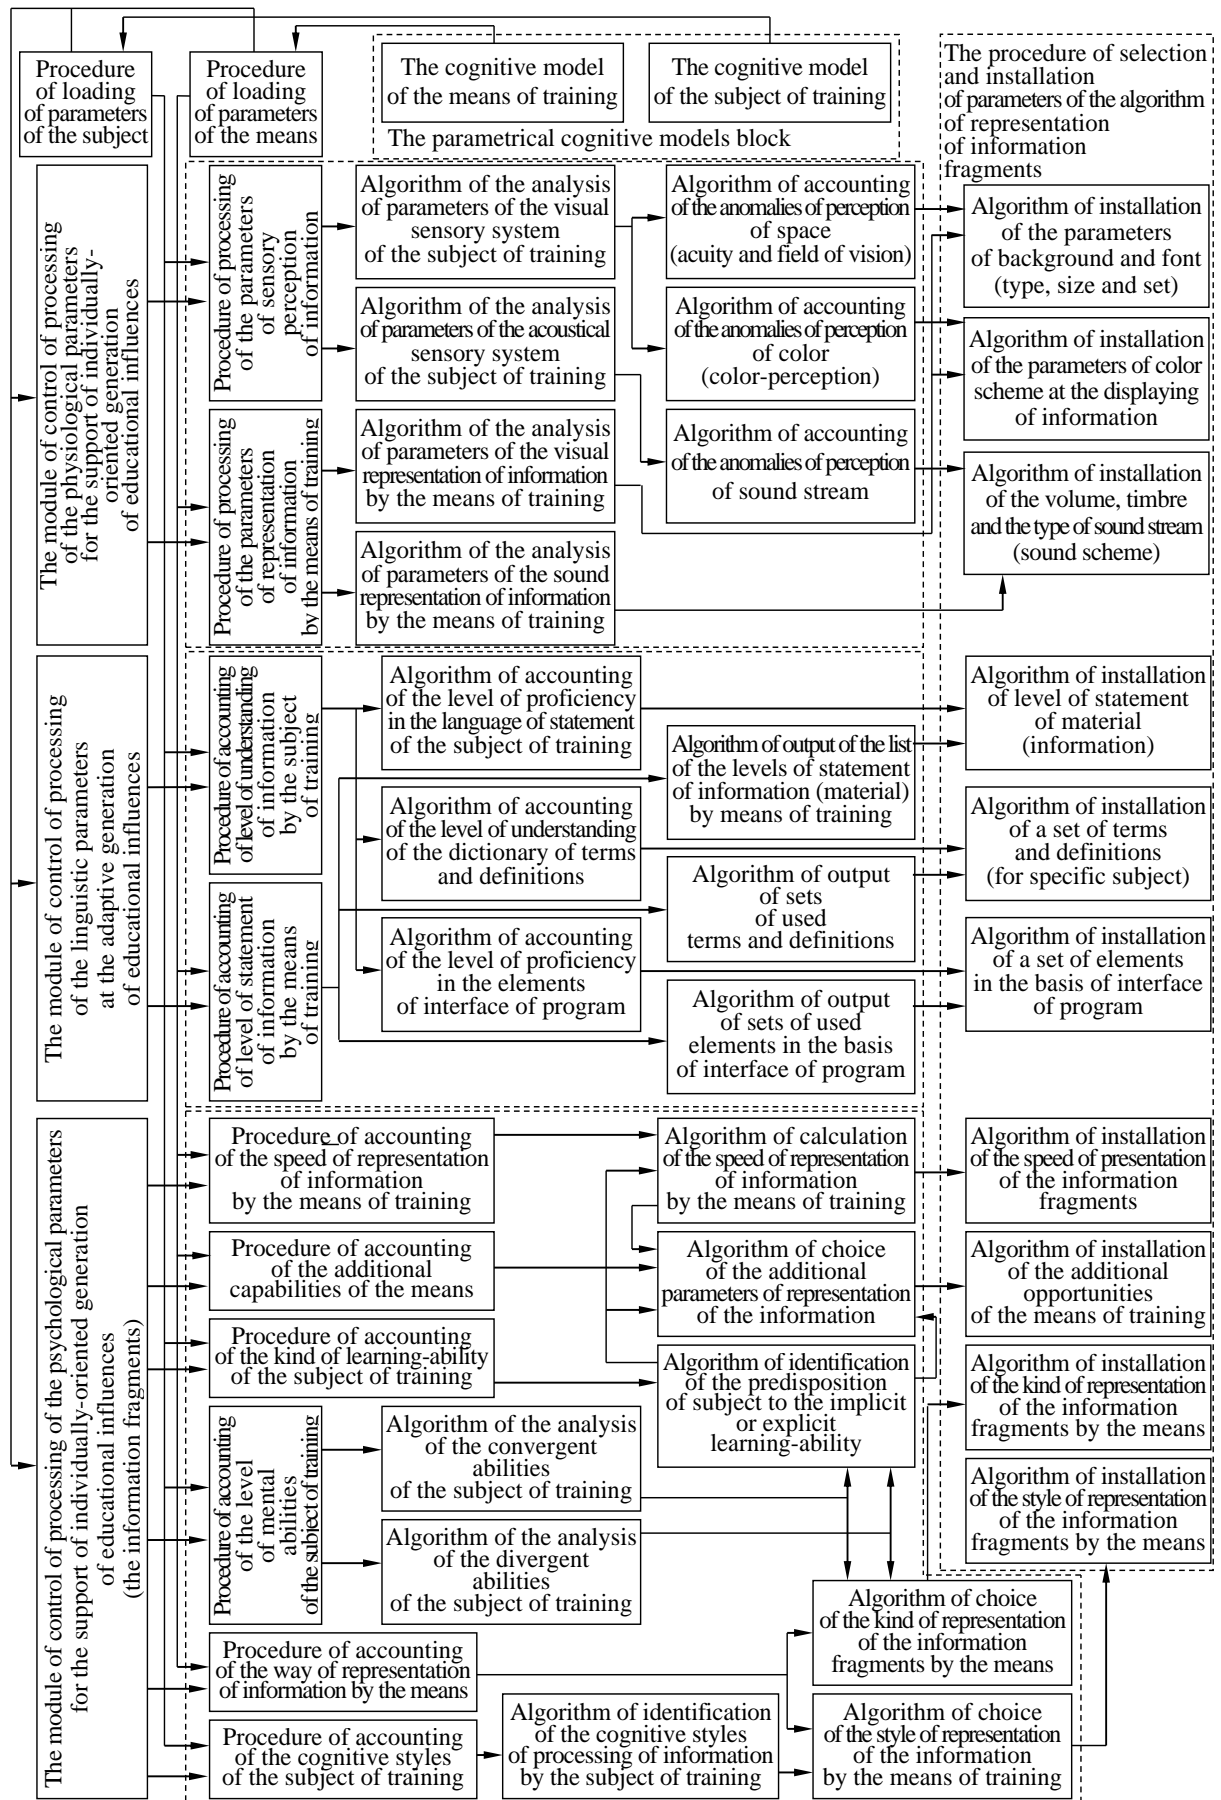 Procedure
of loading
of parameters
of the subject
Procedure
of loading
of parameters
of the means
The cognitive model
of the means of training
The cognitive model
of the subject of training
The parametrical cognitive models block
The procedure of selection
and installation
of parameters of the algorithm
of representation
of information
fragments
The module of control of processing
of the physiological parameters
for the support of individually-
oriented generation
of educational influences
Procedure of processing
of the parameters
of sensory
perception
of information
Algorithm of the analysis
of parameters of the visual
sensory system
of the subject of training
Algorithm of accounting
of the anomalies of perception
of space
(acuity and field of vision)
Algorithm of installation
of the parameters
of background and font
(type, size and set)
Algorithm of the analysis
of parameters of the acoustical
sensory system
of the subject of training
Algorithm of accounting
of the anomalies of perception
of color
(color-perception)
Algorithm of installation
of the parameters of color
scheme at the displaying
of information
Procedure of processing
of the parameters
of representation
of information
by the means of training
Algorithm of the analysis
of parameters of the visual
representation of information
by the means of training
Algorithm of accounting
of the anomalies of perception
of sound stream
Algorithm of installation
of the volume, timbre
and the type of sound stream
(sound scheme)
Algorithm of the analysis
of parameters of the sound
representation of information
by the means of training
The module of control of processing
of the linguistic parameters
at the adaptive generation
of educational influences
Procedure of accounting
of level of understanding
of information
by the subject
of training
Algorithm of accounting
of the level of proficiency
in the language of statement
of the subject of training
Algorithm of installation
of level of statement
of material
(information)
Algorithm of output of the list
of the levels of statement
of information (material)
by means of training
Algorithm of accounting
of the level of understanding
of the dictionary of terms
and definitions
Algorithm of installation
of a set of terms
and definitions
(for specific subject)
Procedure of accounting
of level of statement
of information
by the means
of training
Algorithm of output
of sets
of used
terms and definitions
Algorithm of accounting
of the level of proficiency
in the elements
of interface of program
Algorithm of installation
of a set of elements
in the basis of interface
of program
Algorithm of output
of sets of used
elements in the basis
of interface of program
The module of control of processing of the psychological parameters
for the support of individually-oriented generation
of educational influences
(the information fragments)
Procedure of accounting
of the speed of representation
of information
by the means of training
Algorithm of calculation
of the speed of representation
of information
by the means of training
Algorithm of installation
of the speed of presentation
of the information
fragments
Procedure of accounting
of the additional
capabilities of the means
Algorithm of choice
of the additional
parameters of representation
of the information
Algorithm of installation
of the additional
opportunities
of the means of training
Procedure of accounting
of the kind of learning-ability
of the subject of training
Algorithm of identification
of the predisposition
of subject to the implicit
or explicit
learning-ability
Algorithm of installation
of the kind of representation
of the information
fragments by the means
Procedure of accounting
of the level
of mental
abilities
of the subject of training
Algorithm of the analysis
of the convergent
abilities
of the subject of training
Algorithm of installation
of the style of representation
of the information
fragments by the means
Algorithm of the analysis
of the divergent
abilities
of the subject of training
Algorithm of choice
of the kind of representation
of the information
fragments by the means
Procedure of accounting
of the way of representation
of information by the means
Procedure of accounting
of the cognitive styles
of the subject of training
Algorithm of identification
of the cognitive styles
of processing of information
by the subject of training
Algorithm of choice
of the style of representation
of the information
by the means of training